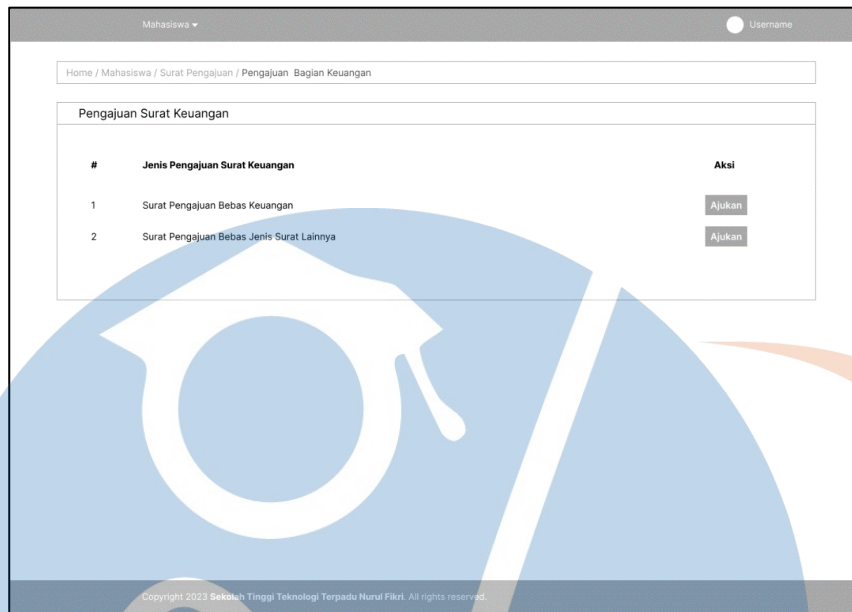 Mahasiswa
Username
Home / Mahasiswa / Surat Pengajuan / Pengajuan Bagian Keuangan
Pengajuan Surat Keuangan
# Jenis Pengajuan Surat Keuangan Aksi
1 Surat Pengajuan Bebas Keuangan Ajukan
2 Surat Pengajuan Bebas Jenis Surat Lainnya Ajukan
Copyright 2023 Sekolah Tinggi Teknologi Terpadu Nurul Fikri. All rights reserved.